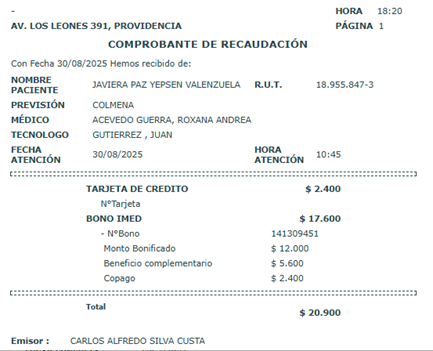 -
HORA 18:20
AV. LOS LEONES 391, PROVIDENCIA PÁGINA 1
COMPROBANTE DE RECAUDACIÓN
Con Fecha 30/08/2025 Hemos recibido de:
NOMBRE PACIENTE JAVIERA PAZ YEPSEN VALENZUELA R.U.T. 18.955.847-3
PREVISIÓN COLMENA
MÉDICO ACEVEDO GUERRA, ROXANA ANDREA
TECNOLOGO GUTIERREZ , JUAN
FECHA ATENCIÓN 30/08/2025 HORA ATENCIÓN 10:45
TARJETA DE CREDITO $ 2.400
N°Tarjeta
BONO IMED $ 17.600
- N°Bono 141309451
Monto Bonificado $ 12.000
Beneficio complementario $ 5.600
Copago $ 2.400
Total $ 20.900
Emisor : CARLOS ALFREDO SILVA CUSTA